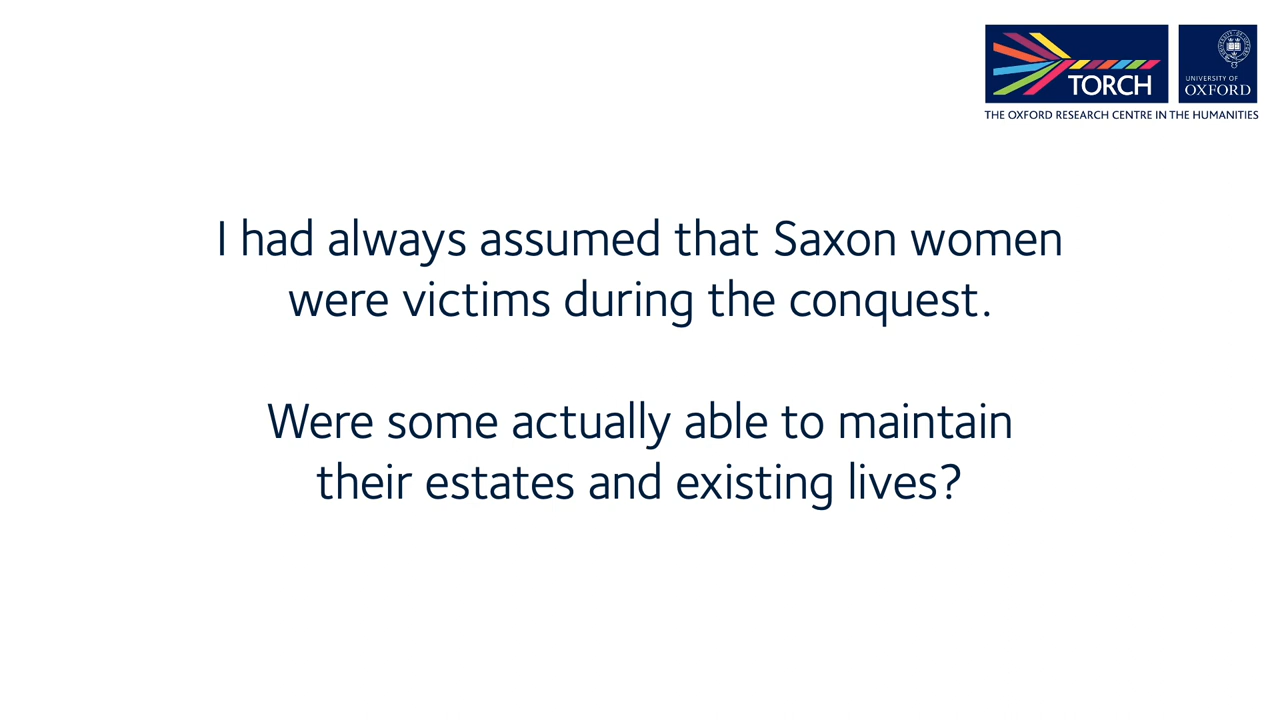 TORCH
UNIVERSITY OF
OXFORD
THE OXFORD RESEARCH CENTRE IN THE HUMANITIES
I had always assumed that Saxon women
were victims during the conquest.
Were some actually able to maintain
their estates and existing lives?